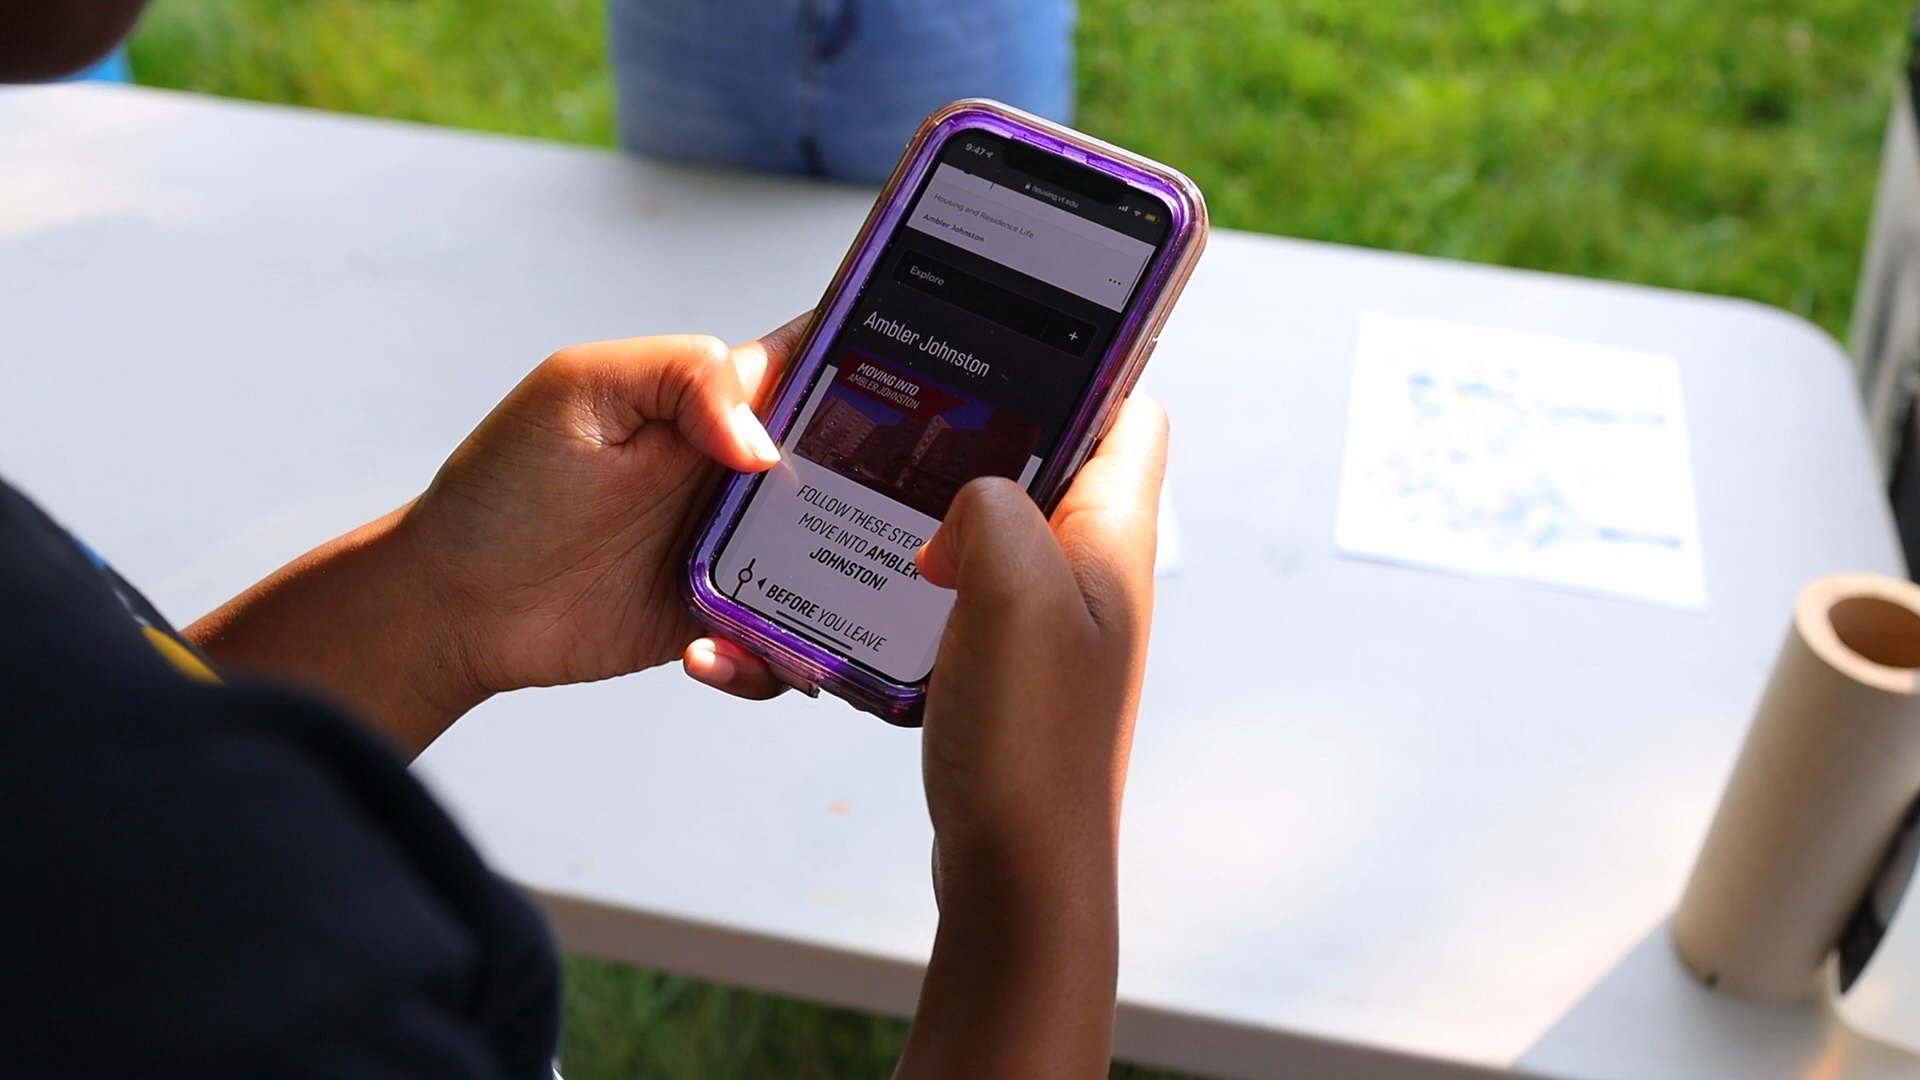 9:47
housing.vt.edu
Housing and Residence Life
Ambler Johnston
...
Explore
+
Ambler Johnston
MOVING INTO
AMBLER JOHNSTON
FOLLOW THESE STEP
MOVE INTO AMBLER
JOHNSTON!
BEFORE YOU LEAVE